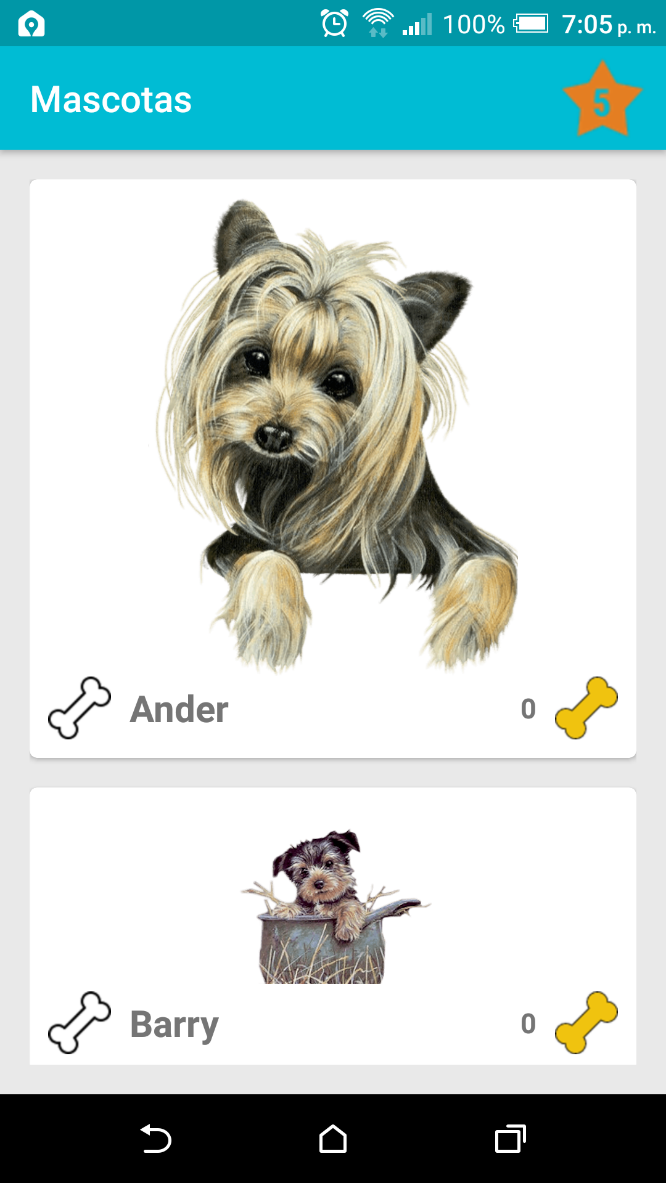 100% 7:05 p. m.
Mascotas 5
Ander 0
Barry 0